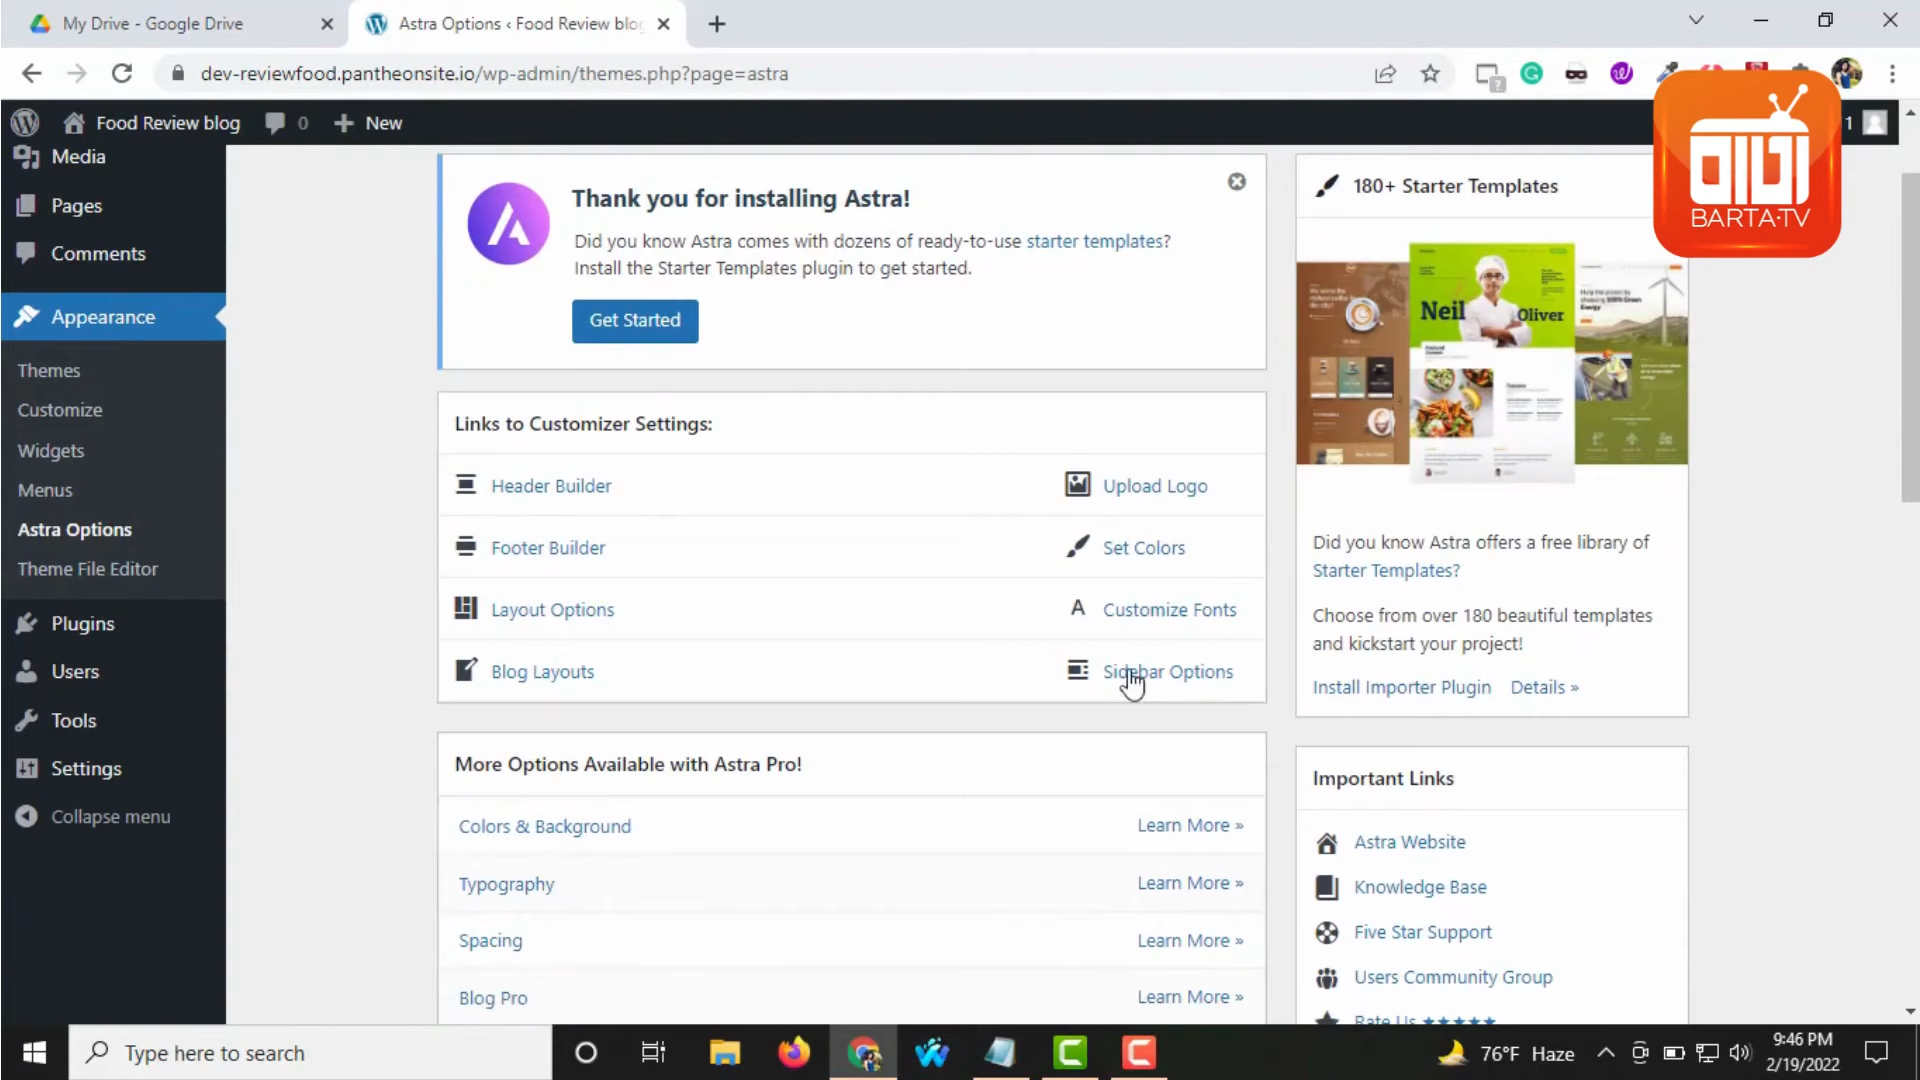 My Drive - Google Drive
Astra Options ‹ Food Review blog
dev-reviewfood.pantheonsite.io/wp-admin/themes.php?page=astra
Food Review blog
0
New
1
Media
Pages
Comments
Appearance
Themes
Customize
Widgets
Menus
Astra Options
Theme File Editor
Plugins
Users
Tools
Settings
Collapse menu
Thank you for installing Astra!
Did you know Astra comes with dozens of ready-to-use starter templates?
Install the Starter Templates plugin to get started.
Get Started
Links to Customizer Settings:
Header Builder
Upload Logo
Footer Builder
Set Colors
Layout Options
Customize Fonts
Blog Layouts
Sidebar Options
More Options Available with Astra Pro!
Colors & Background
Learn More »
Typography
Learn More »
Spacing
Learn More »
Blog Pro
Learn More »
180+ Starter Templates
BARTA·TV
Neil
Oliver
Did you know Astra offers a free library of
Starter Templates?
Choose from over 180 beautiful templates
and kickstart your project!
Install Importer Plugin
Details »
Important Links
Astra Website
Knowledge Base
Five Star Support
Users Community Group
Rate Us ★★★★★
Type here to search
76°F Haze
9:46 PM
2/19/2022